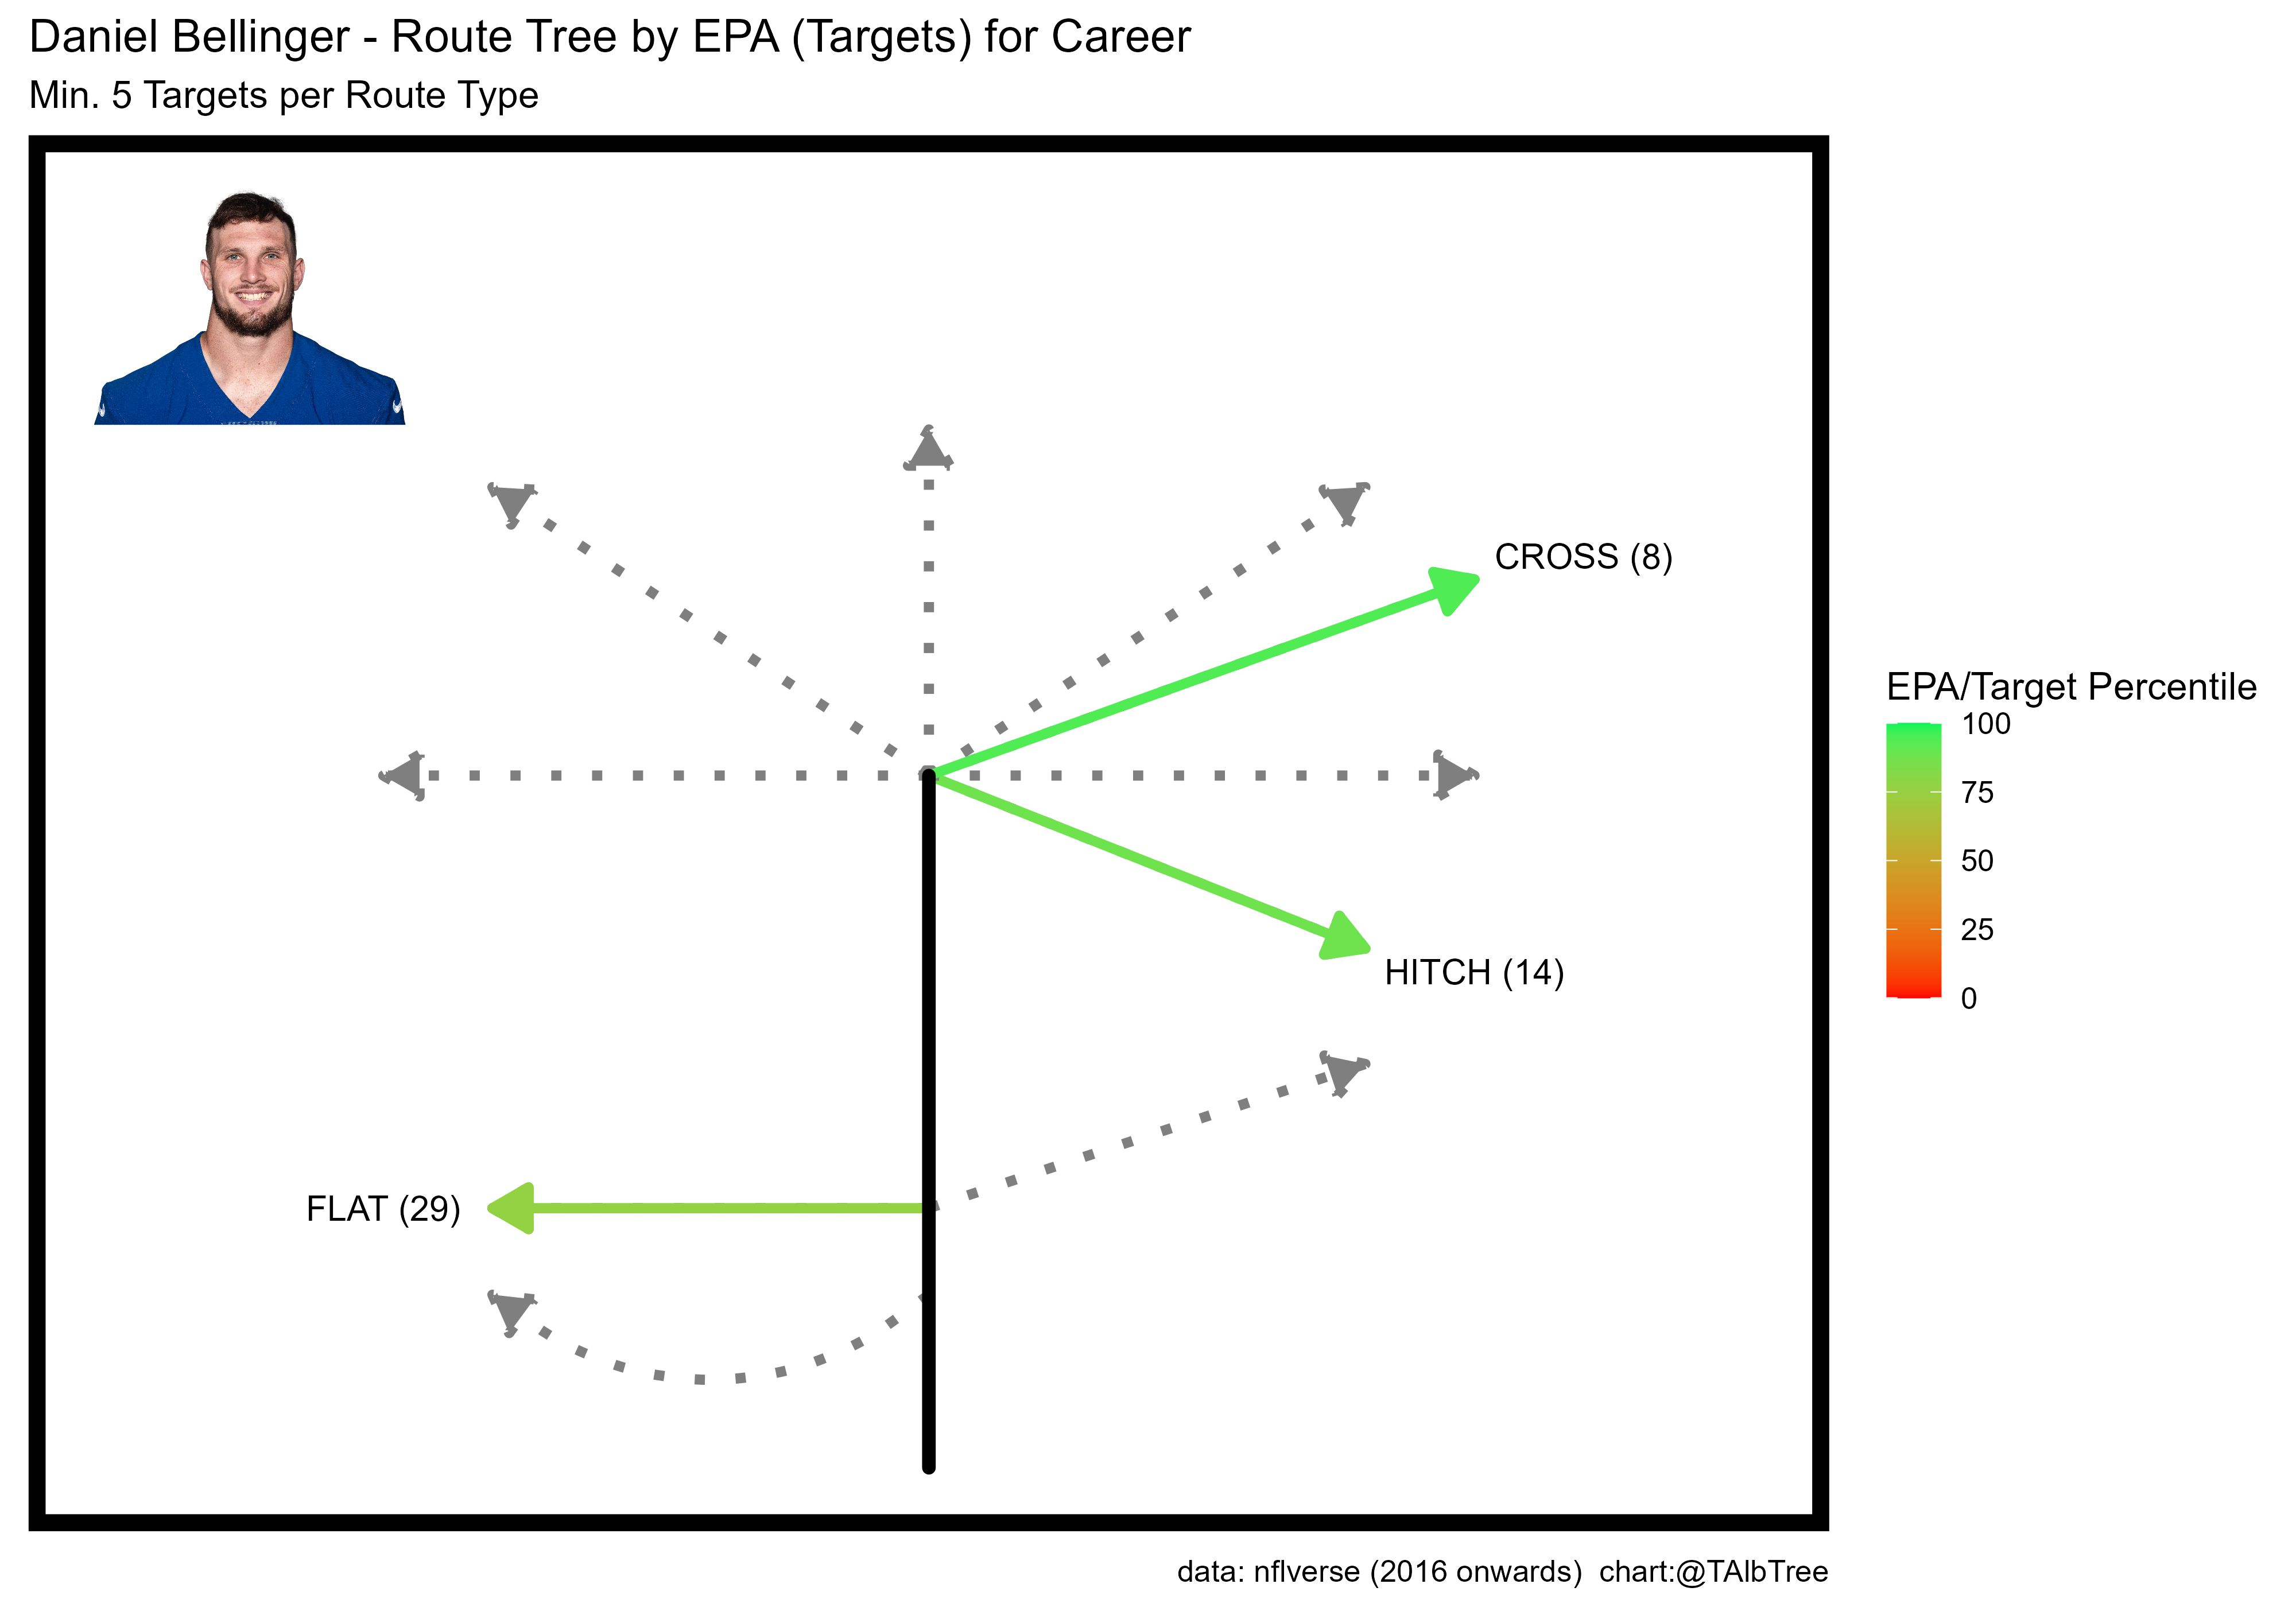 Daniel Bellinger - Route Tree by EPA (Targets) for Career
Min. 5 Targets per Route Type
CROSS (8)
HITCH (14)
FLAT (29)
EPA/Target Percentile
100
75
50
25
0
data: nflverse (2016 onwards)  chart:@TAlbTree